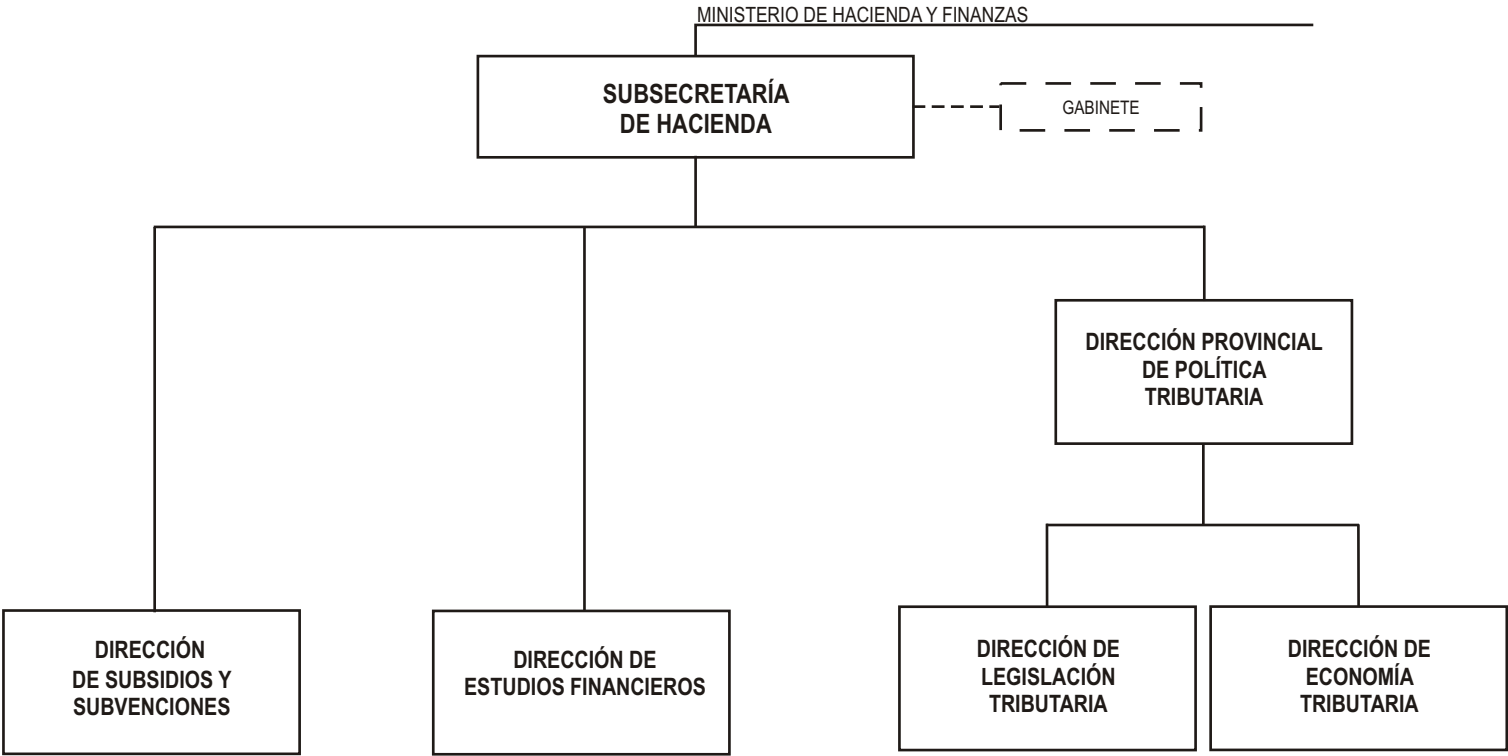 MINISTERIO DE HACIENDA Y FINANZAS
SUBSECRETARÍA
DE HACIENDA
GABINETE
DIRECCIÓN PROVINCIAL
DE POLÍTICA
TRIBUTARIA
DIRECCIÓN
DE SUBSIDIOS Y
SUBVENCIONES
DIRECCIÓN DE
ESTUDIOS FINANCIEROS
DIRECCIÓN DE
LEGISLACIÓN
TRIBUTARIA
DIRECCIÓN DE
ECONOMÍA
TRIBUTARIA